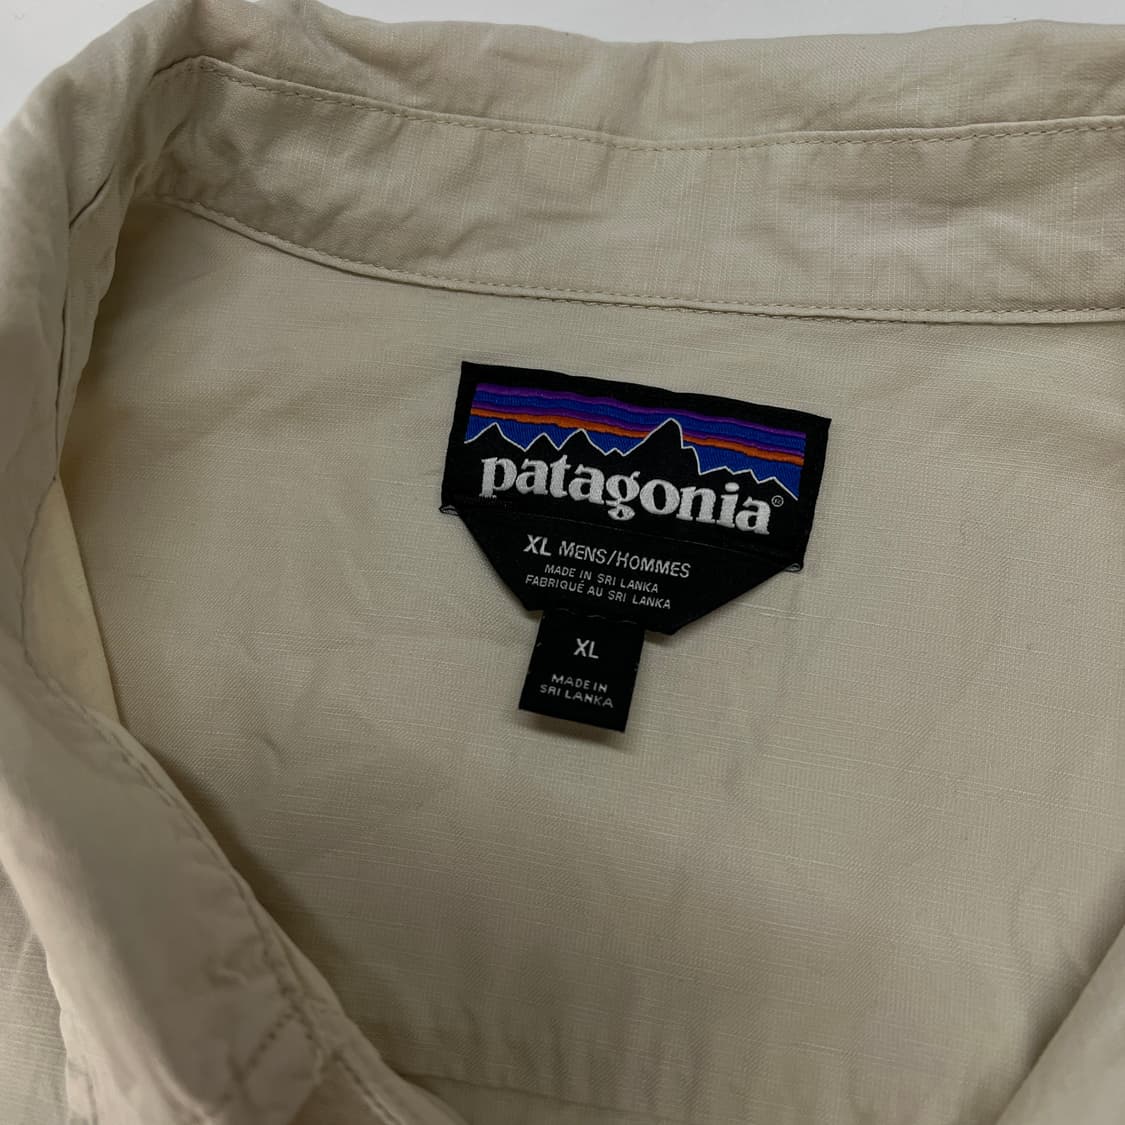 patagonia®
XL MENS/HOMMES
MADE IN SRI LANKA
FABRIQUÉ AU SRI LANKA
XL
MADE IN
SRI LANKA